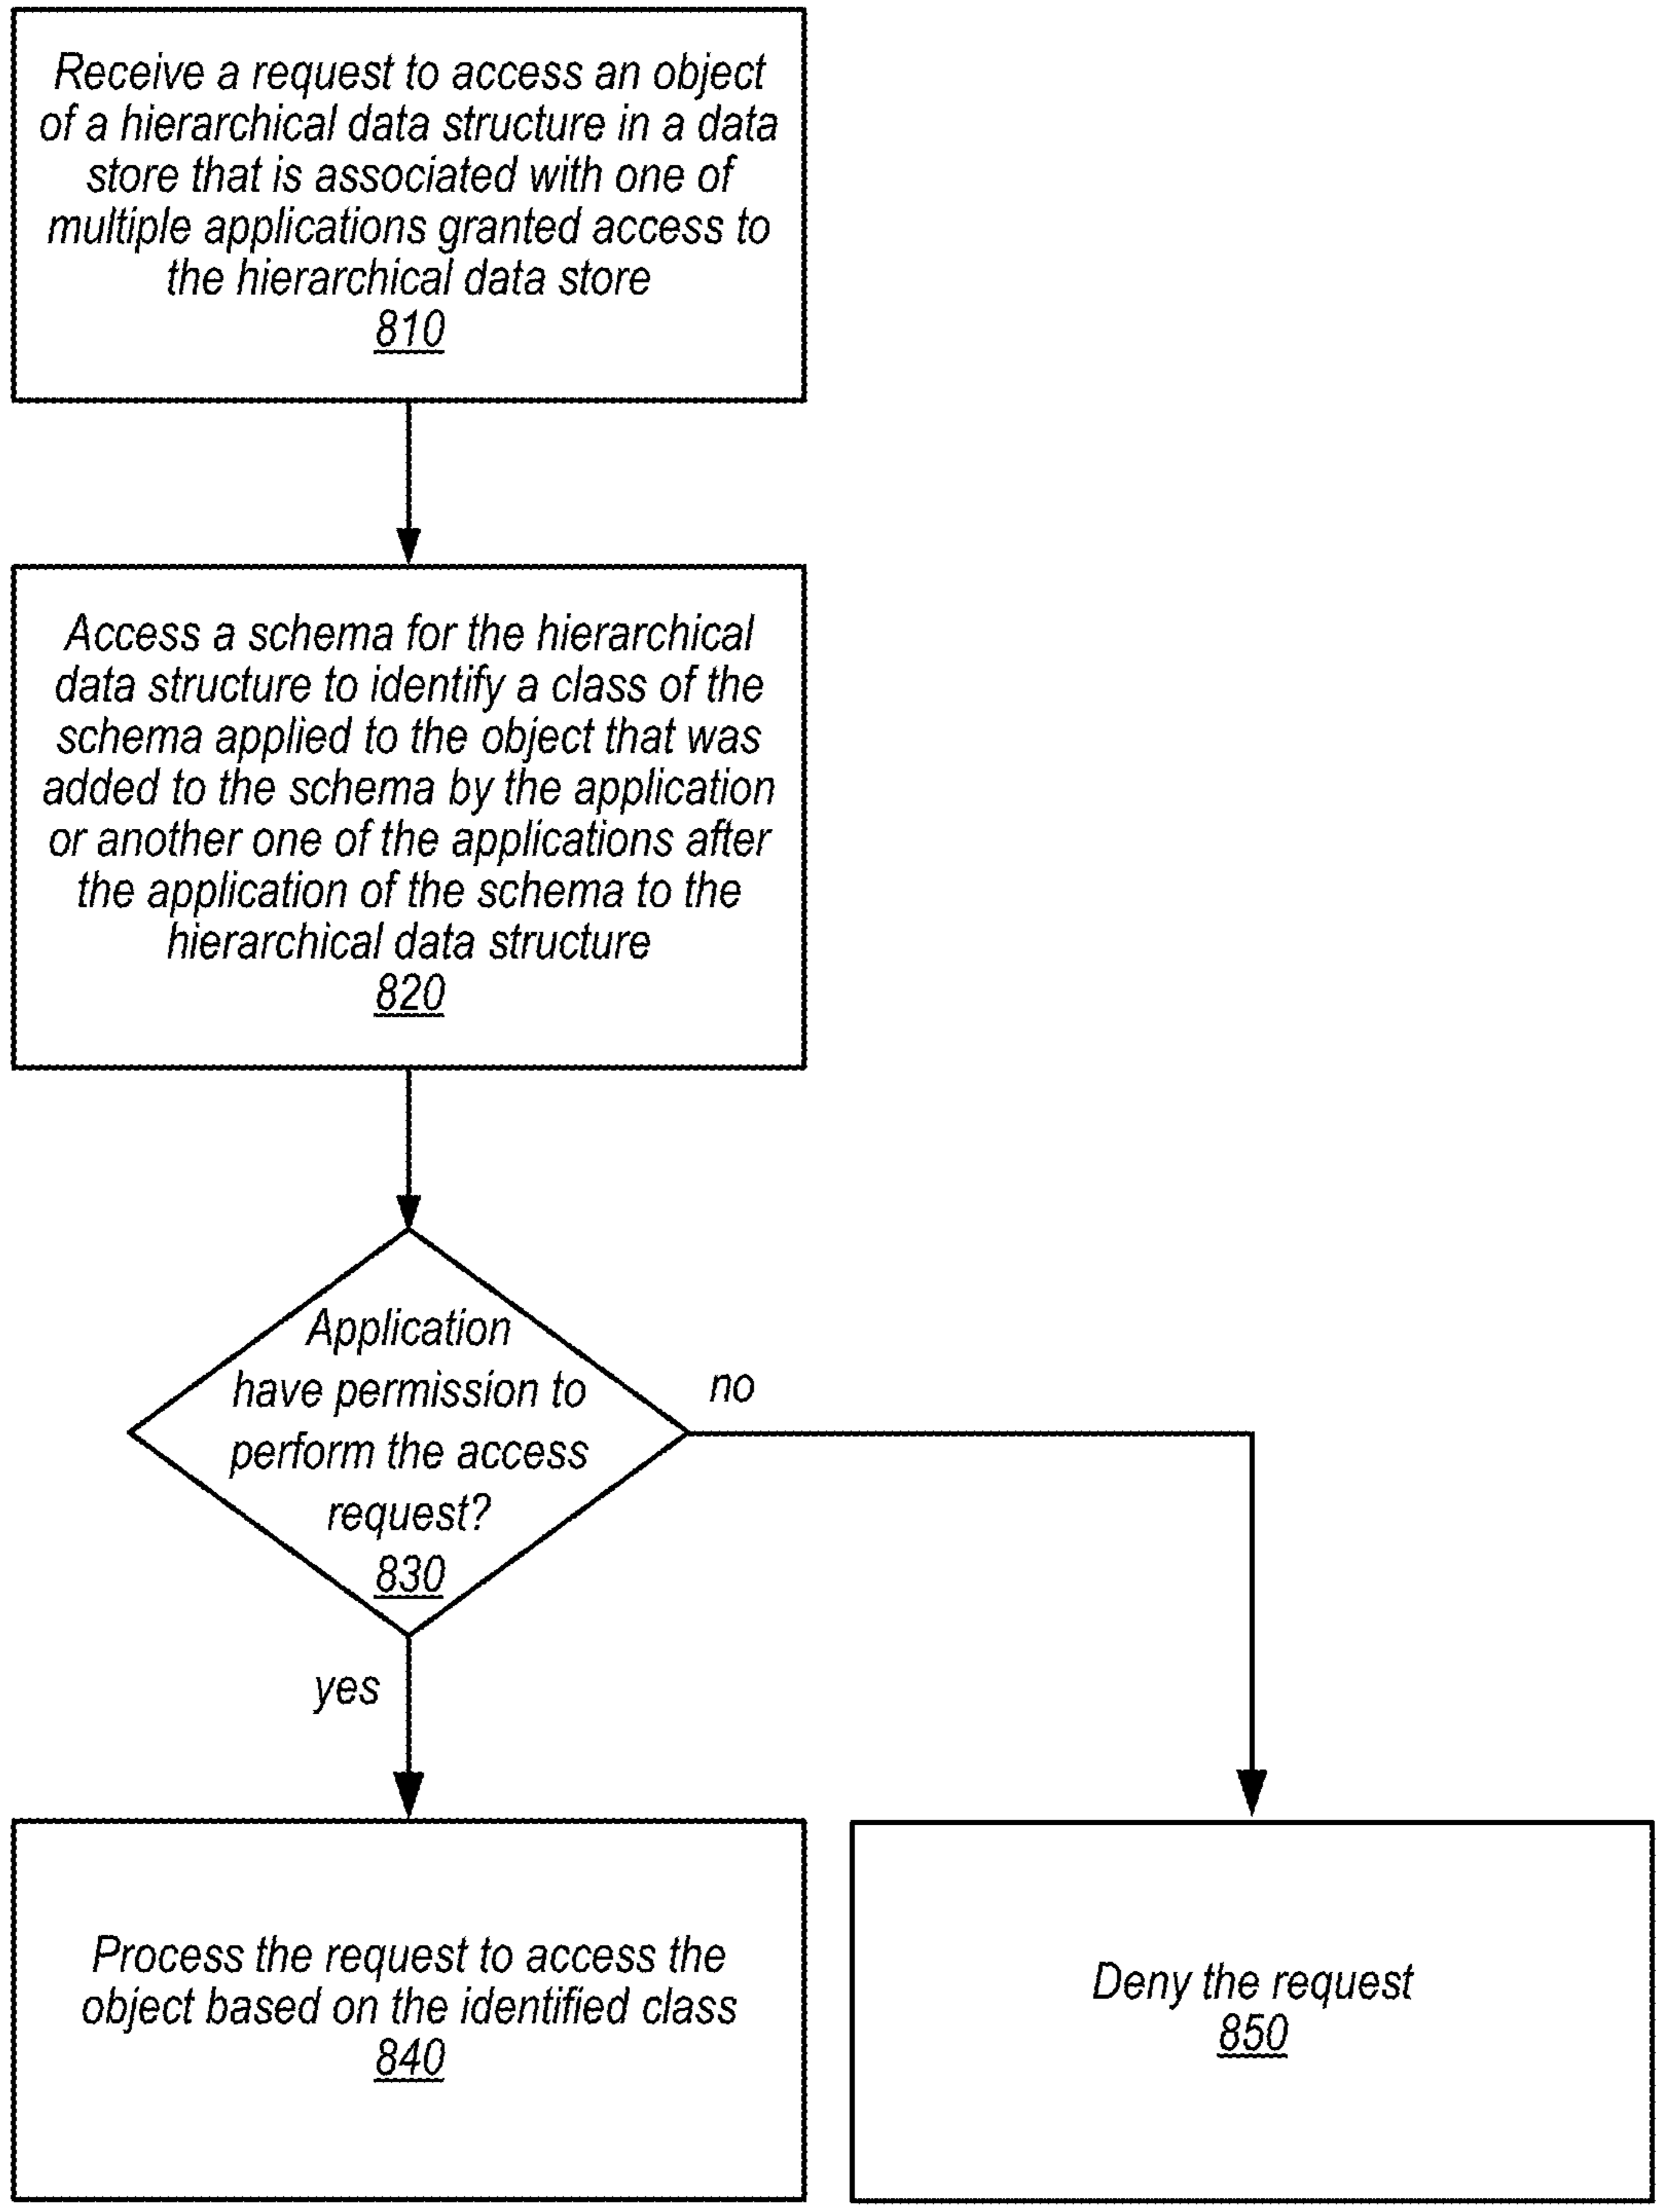 Receive a request to access an object
of a hierarchical data structure in a data
store that is associated with one of
multiple applications granted access to
the hierarchical data store
810
Access a schema for the hierarchical
data structure to identify a class of the
schema applied to the object that was
added to the schema by the application
or another one of the applications after
the application of the schema to the
hierarchical data structure
820
Application
have permission to
perform the access
request?
830
no
yes
Process the request to access the
object based on the identified class
840
Deny the request
850